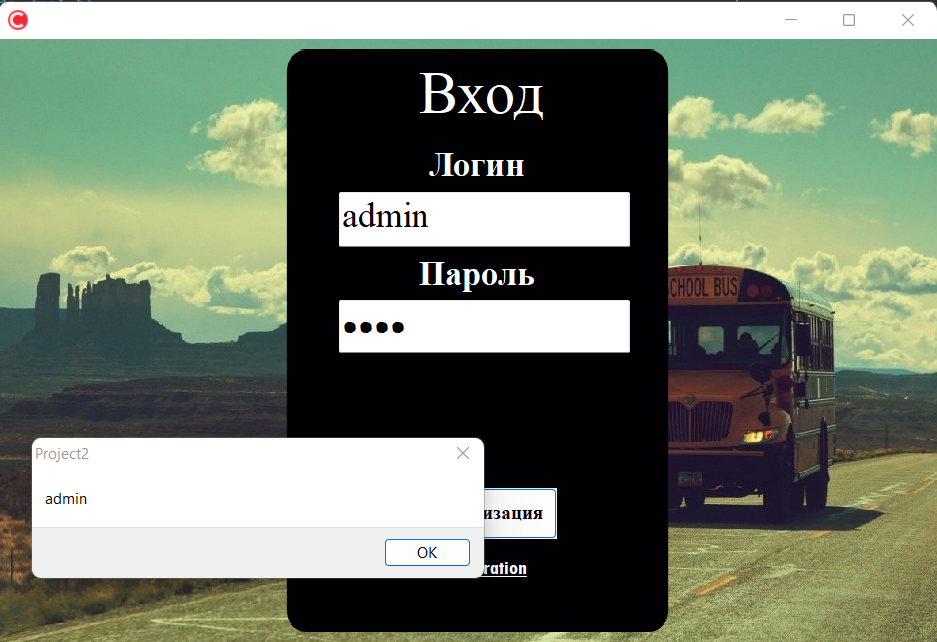 Вход
Логин
admin
Пароль
••••
SCHOOL BUS
Project2
admin
OK
изация
ration